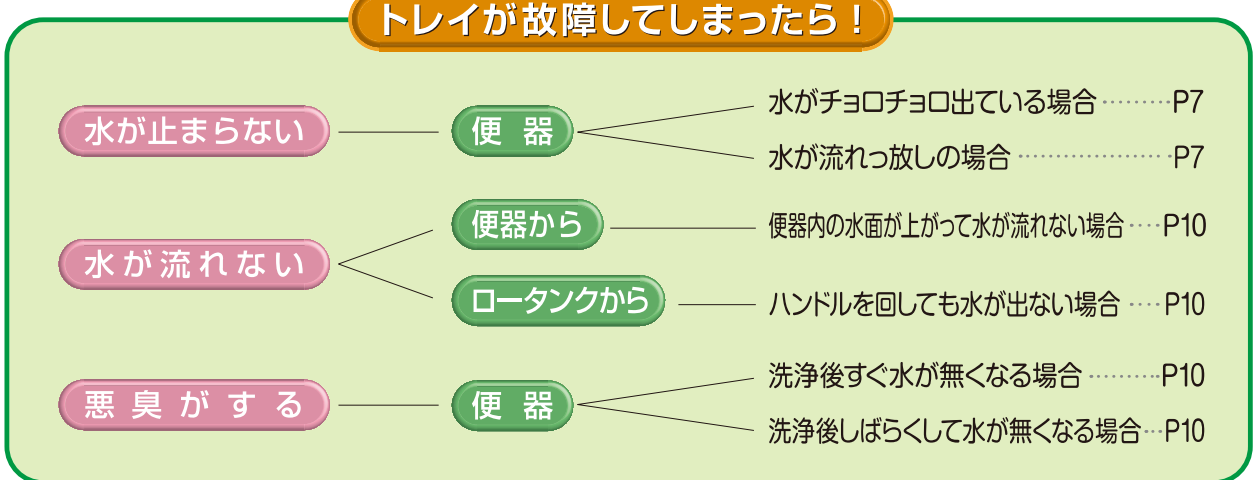 トレイが故障してしまったら！
水が止まらない
便器
水がチョロチョロ出ている場合………P7
水が流れっ放しの場合…………………P7
水が流れない
便器から
便器内の水面が上がって水が流れない場合……P10
ロータンクから
ハンドルを回しても水が出ない場合……P10
悪臭がする
便器
洗浄後すぐ水が無くなる場合………P10
洗浄後しばらくして水が無くなる場合…P10